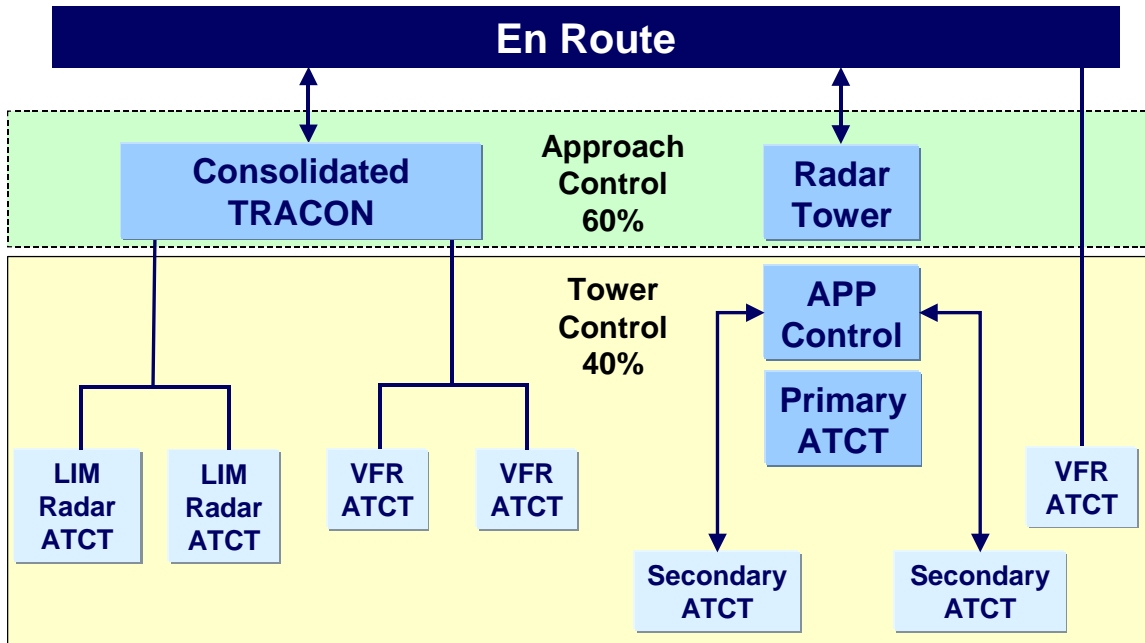 En Route
Consolidated
TRACON
Approach
Control
60%
Radar
Tower
Tower
Control
40%
APP
Control
Primary
ATCT
LIM
Radar
ATCT
LIM
Radar
ATCT
VFR
ATCT
VFR
ATCT
VFR
ATCT
Secondary
ATCT
Secondary
ATCT